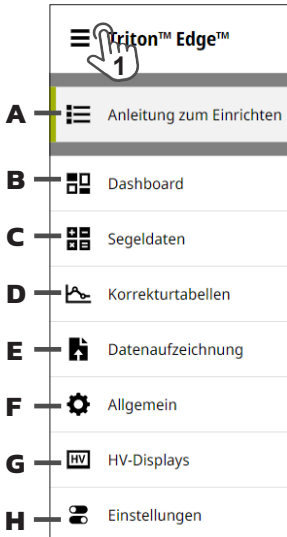 Triton™ Edge™
1
A Anleitung zum Einrichten
B Dashboard
C Segeldaten
D Korrekturtabellen
E Datenaufzeichnung
F Allgemein
G HV HV-Displays
H Einstellungen